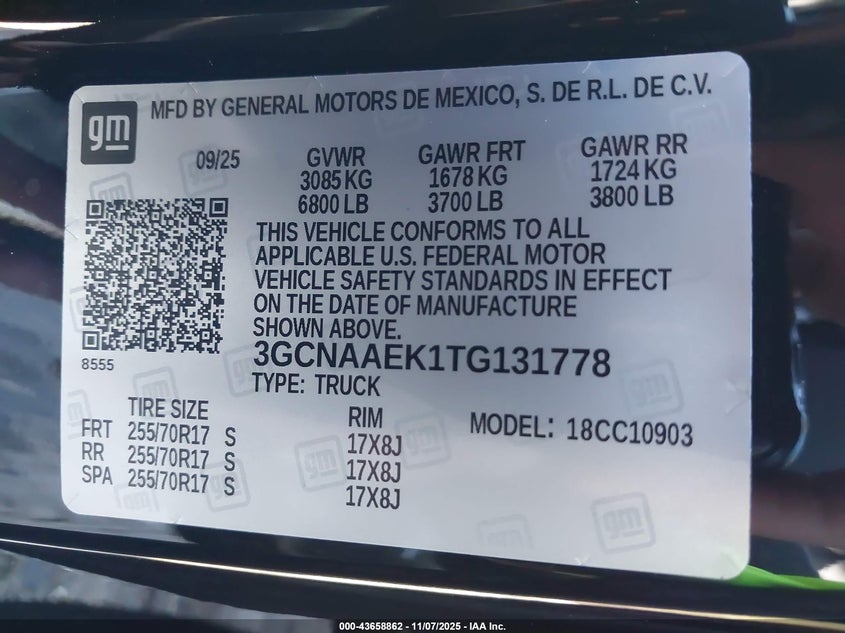 gm
MFD BY GENERAL MOTORS DE MEXICO, S. DE R.L. DE C.V.
09/25 GVWR GAWR FRT GAWR RR
3085 KG 1678 KG 1724 KG
6800 LB 3700 LB 3800 LB
THIS VEHICLE CONFORMS TO ALL
APPLICABLE U.S. FEDERAL MOTOR
VEHICLE SAFETY STANDARDS IN EFFECT
ON THE DATE OF MANUFACTURE
SHOWN ABOVE.
8555
3GCNAAEK1TG131778
TYPE: TRUCK
TIRE SIZE RIM MODEL: 18CC10903
FRT 255/70R17 S 17X8J
RR 255/70R17 S 17X8J
SPA 255/70R17 S 17X8J
000-43658862 - 11/07/2025 - IAA Inc.